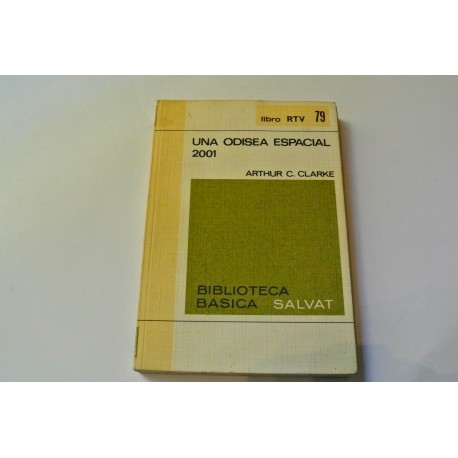 libro RTV 79
UNA ODISEA ESPACIAL
2001
ARTHUR C. CLARKE
BIBLIOTECA
BASICA SALVAT